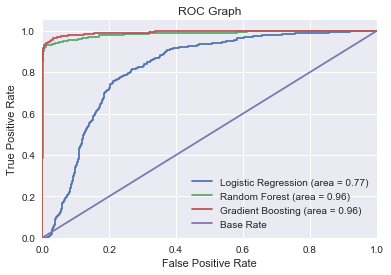 ROC Graph
1.0
0.8
0.6
0.4
0.2
0.0
True Positive Rate
Logistic Regression (area = 0.77)
Random Forest (area = 0.96)
Gradient Boosting (area = 0.96)
Base Rate
0.0 0.2 0.4 0.6 0.8 1.0
False Positive Rate